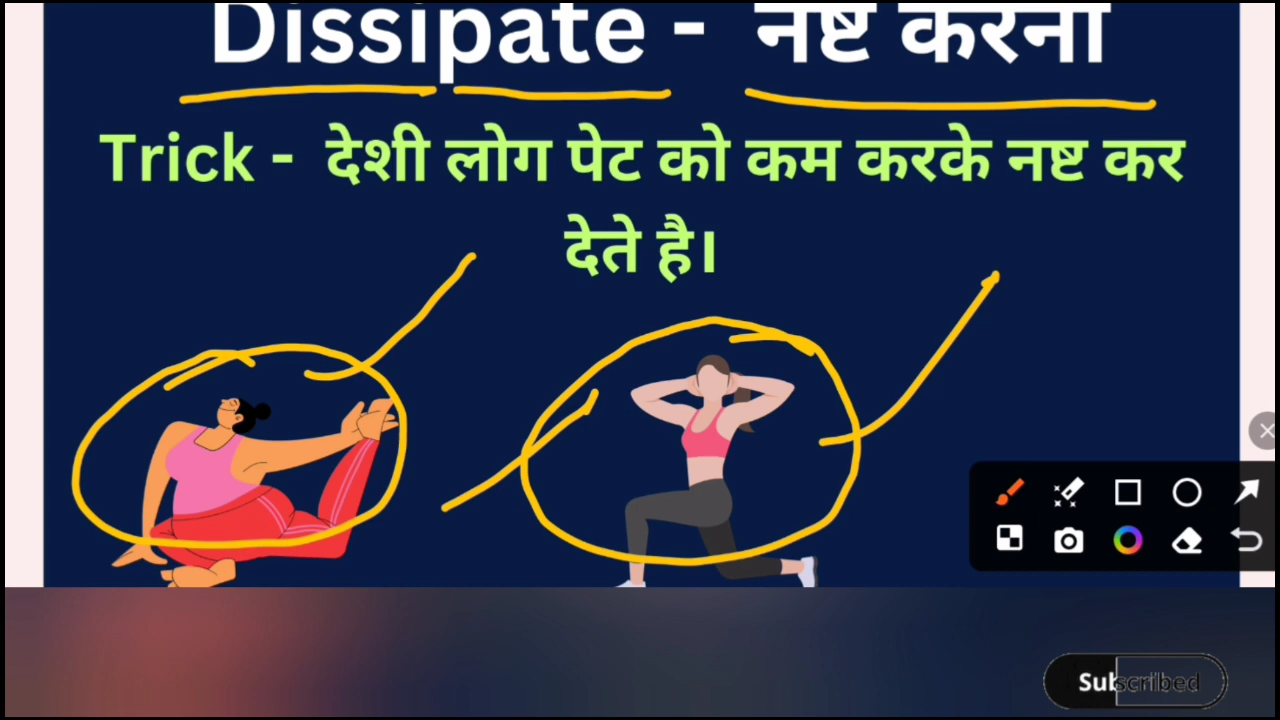 Dissipate - नष्ट करना
Trick - देशी लोग पेट को कम करके नष्ट कर
देते है।
Subscribed